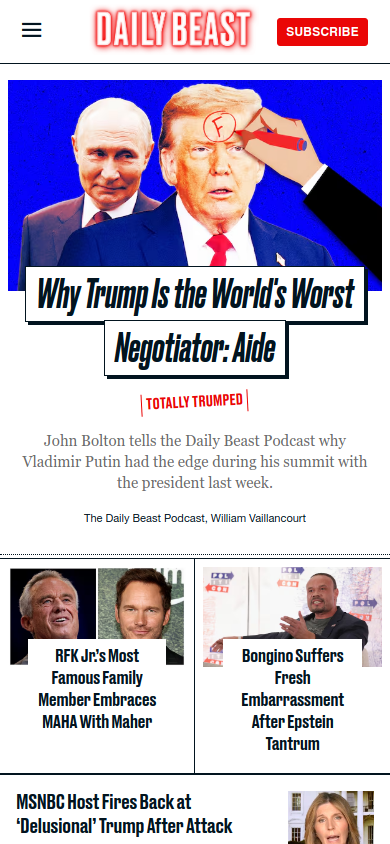 DAILY BEAST
SUBSCRIBE
F
Why Trump Is the World's Worst
Negotiator: Aide
TOTALLY TRUMPED
John Bolton tells the Daily Beast Podcast why
Vladimir Putin had the edge during his summit with
the president last week.
The Daily Beast Podcast, William Vaillancourt
POL
CON
POL
RFK Jr.'s Most
Famous Family
Member Embraces
MAHA With Maher
Bongino Suffers
Fresh
Embarrassment
After Epstein
Tantrum
MSNBC Host Fires Back at
‘Delusional’ Trump After Attack